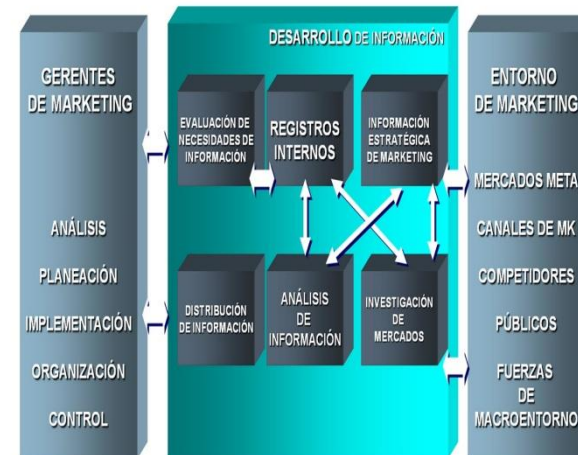 DESARROLLO DE INFORMACIÓN
GERENTES
DE MARKETING
ANÁLISIS
PLANEACIÓN
IMPLEMENTACIÓN
ORGANIZACIÓN
CONTROL
EVALUACIÓN DE
NECESIDADES DE
INFORMACIÓN
REGISTROS
INTERNOS
INFORMACIÓN
ESTRATÉGICA
DE MARKETING
DISTRIBUCIÓN
DE INFORMACIÓN
ANÁLISIS
DE
INFORMACIÓN
INVESTIGACIÓN
DE
MERCADOS
ENTORNO
DE MARKETING
MERCADOS META
CANALES DE MK
COMPETIDORES
PÚBLICOS
FUERZAS
DE
MACROENTORNO